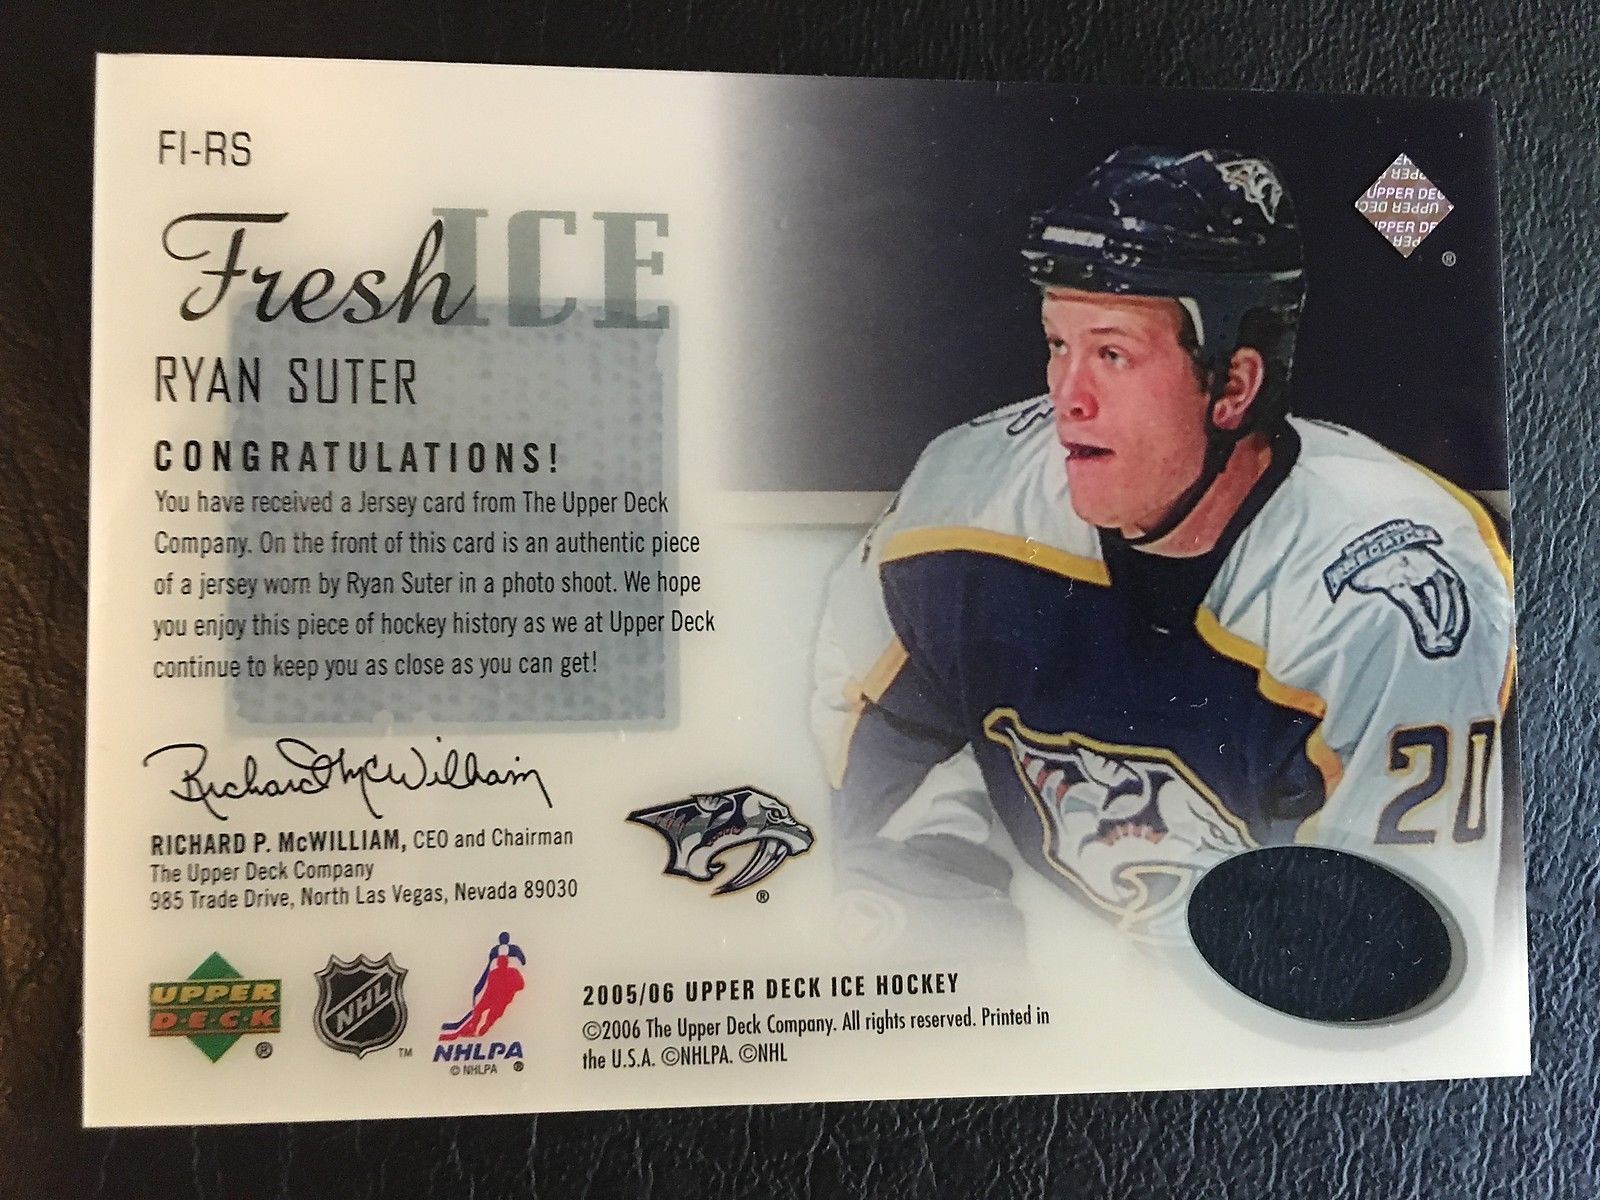 FI-RS
Fresh ICE
RYAN SUTER
CONGRATULATIONS!
You have received a Jersey card from The Upper Deck
Company. On the front of this card is an authentic piece
of a jersey worn by Ryan Suter in a photo shoot. We hope
you enjoy this piece of hockey history as we at Upper Deck
continue to keep you as close as you can get!
Richard McWilliam
RICHARD P. McWILLIAM, CEO and Chairman
The Upper Deck Company
985 Trade Drive, North Las Vegas, Nevada 89030
®
UPPER
DECK
®
NHL
™
NHLPA
© NHLPA ®
2005/06 UPPER DECK ICE HOCKEY
©2006 The Upper Deck Company. All rights reserved. Printed in
the U.S.A. ©NHLPA. ©NHL
UPPER DEC
UPPER DEC
®
20